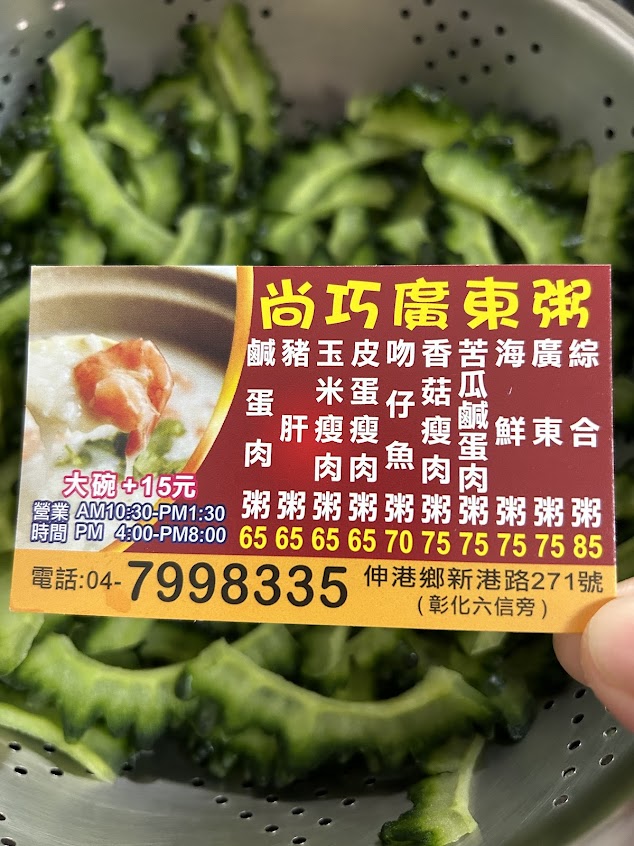 尚巧廣東粥
鹹蛋肉粥 65
豬肝粥 65
玉米瘦肉粥 65
皮蛋瘦肉粥 65
吻仔魚粥 70
香菇瘦肉粥 75
苦瓜鹹蛋肉粥 75
海鮮粥 75
廣東粥 75
綜合粥 85
大碗+15元
營業時間 AM10:30-PM1:30
PM 4:00-PM8:00
電話:04-7998335
伸港鄉新港路271號
(彰化六信旁)